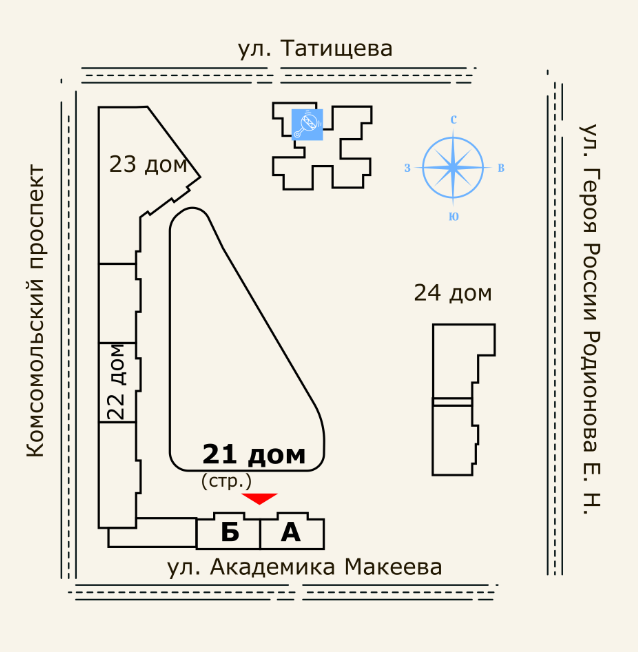 ул. Татищева
23 дом
С
З
В
Ю
ул. Героя России Родионова Е. Н.
Комсомольский проспект
24 дом
22 дом
21 дом
(стр.)
Б
А
ул. Академика Макеева